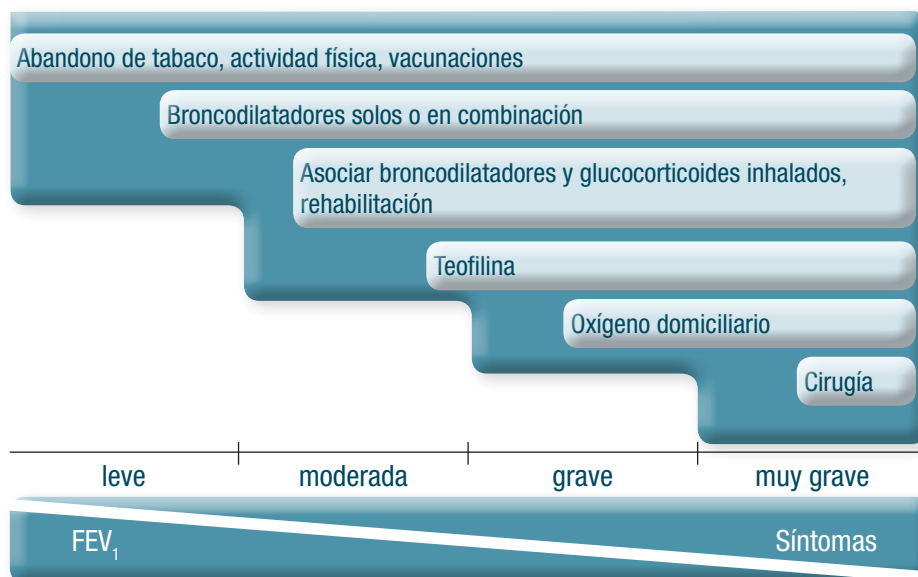 Abandono de tabaco, actividad física, vacunaciones
Broncodilatadores solos o en combinación
Asociar broncodilatadores y glucocorticoides inhalados,
rehabilitación
Teofilina
Oxígeno domiciliario
Cirugía
leve moderada grave muy grave
FEV₁ Síntomas